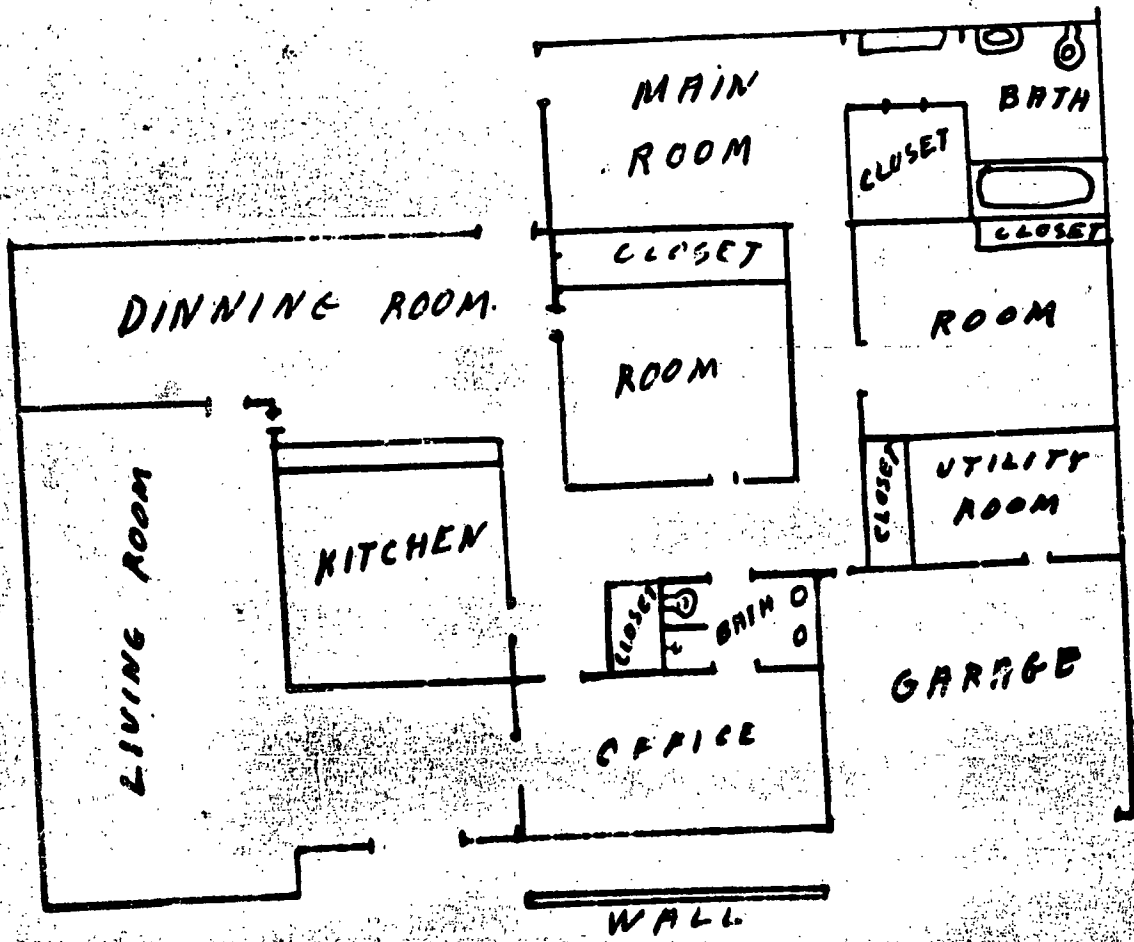 MAIN
ROOM
BATH
CLOSET
CLOSET
CLOSET
DINNING ROOM.
ROOM
ROOM
LIVING ROOM
KITCHEN
CLOSET
UTILITY
ROOM
CLOSET
BATH
GARAGE
OFFICE
WALL